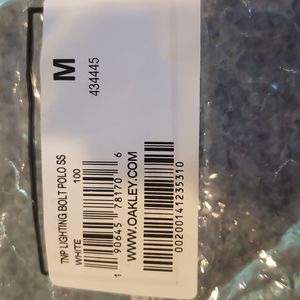 M
434445
TNP LIGHTING BOLT POLO SS
WHITE 100
1 90645 78170 6
WWW.OAKLEY.COM
00200141235310